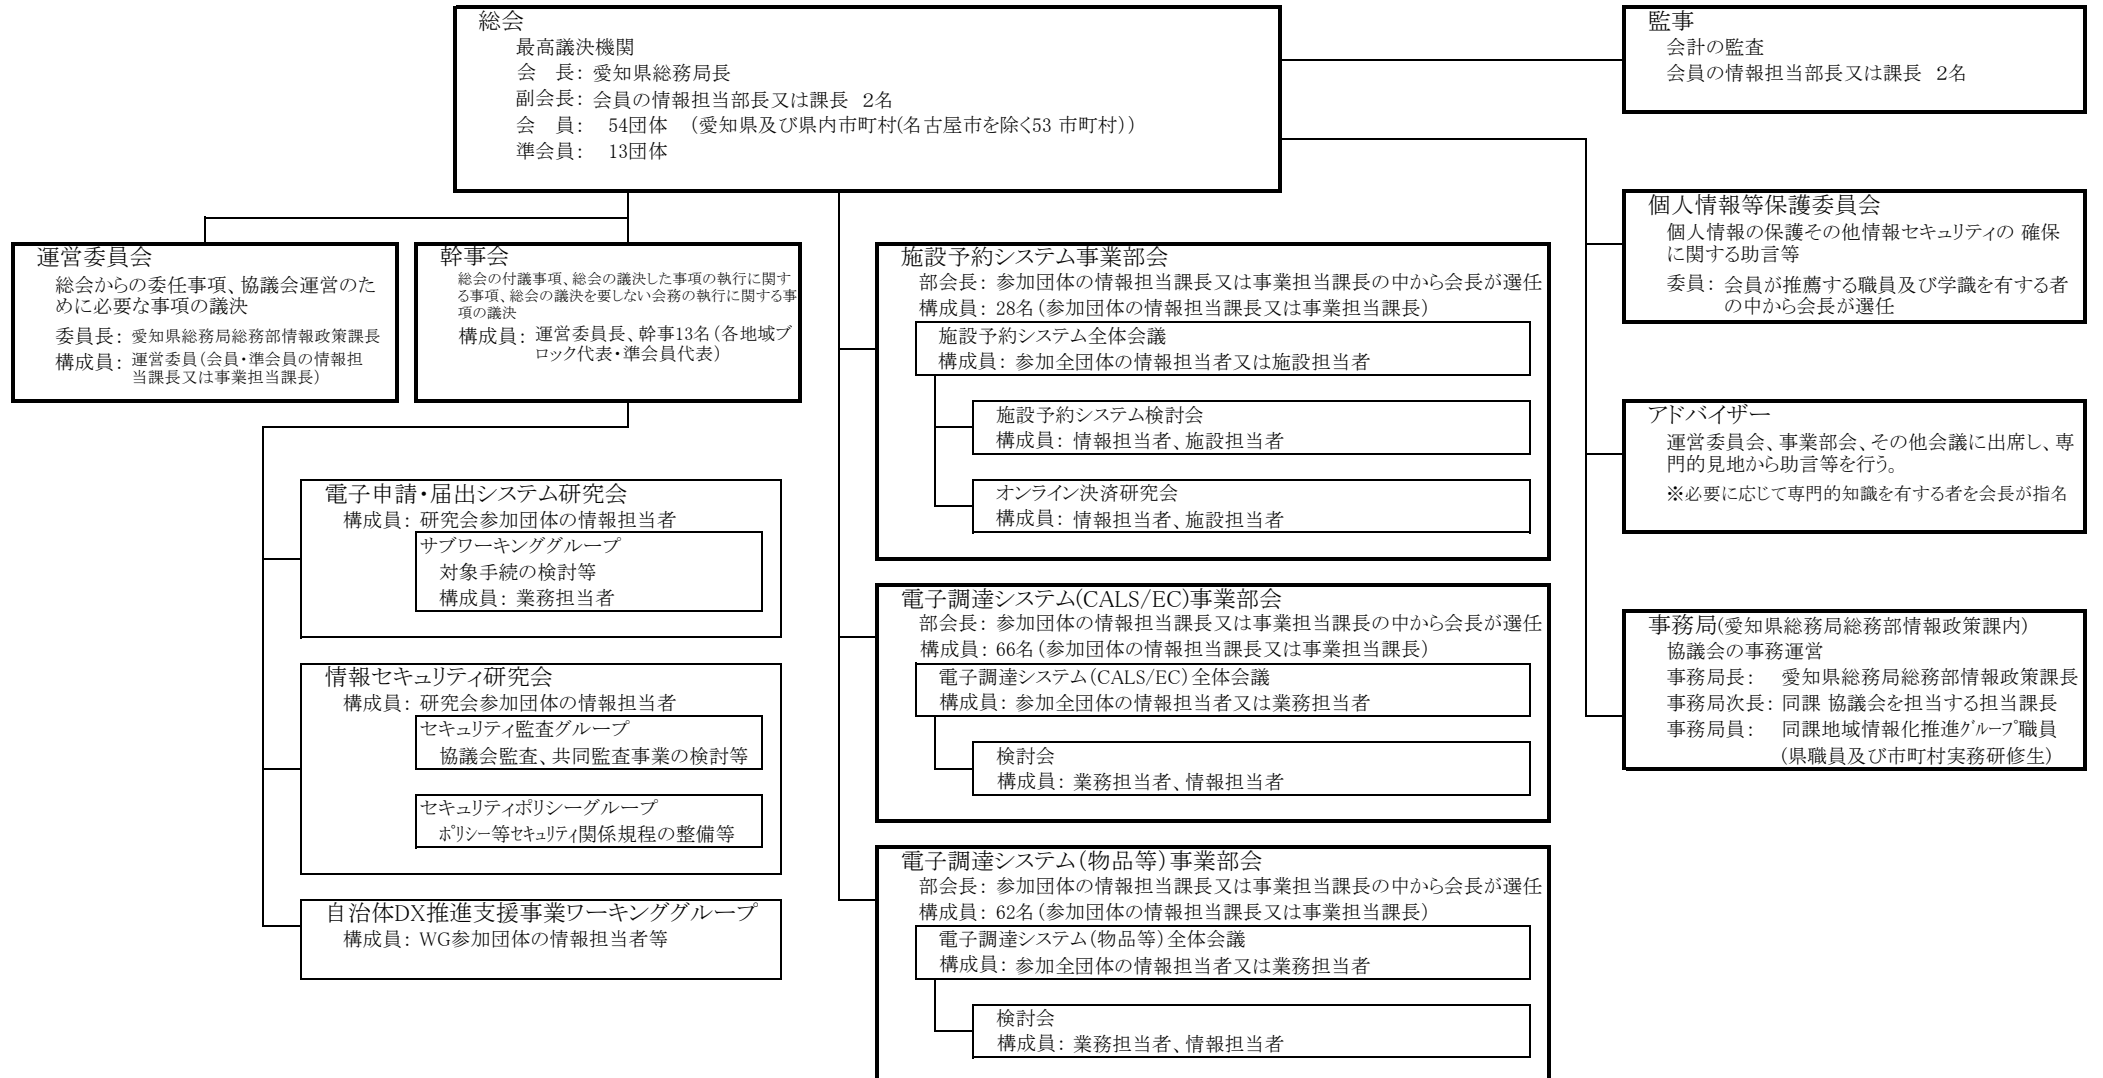 総会
最高議決機関
会　長： 愛知県総務局長
副会長： 会員の情報担当部長又は課長　２名
会　員：　54団体　（愛知県及び県内市町村(名古屋市を除く53 市町村)）
準会員：　13団体
監事
会計の監査
会員の情報担当部長又は課長　２名
運営委員会
総会からの委任事項、協議会運営のた
めに必要な事項の議決
委員長： 愛知県総務局総務部情報政策課長
構成員： 運営委員(会員・準会員の情報担
当課長又は事業担当課長)
幹事会
総会の付議事項、総会の議決した事項の執行に関す
る事項、総会の議決を要しない会務の執行に関する事
項の議決
構成員： 運営委員長、幹事13名（各地域ブ
ロック代表・準会員代表）
電子申請・届出システム研究会
構成員： 研究会参加団体の情報担当者
サブワーキンググループ
対象手続の検討等
構成員： 業務担当者
情報セキュリティ研究会
構成員： 研究会参加団体の情報担当者
セキュリティ監査グループ
協議会監査、共同監査事業の検討等
セキュリティポリシーグループ
ポリシー等セキュリティ関係規程の整備等
自治体DX推進支援事業ワーキンググループ
構成員： WG参加団体の情報担当者等
施設予約システム事業部会
部会長： 参加団体の情報担当課長又は事業担当課長の中から会長が選任
構成員： 28名（参加団体の情報担当課長又は事業担当課長）
施設予約システム全体会議
構成員： 参加全団体の情報担当者又は施設担当者
施設予約システム検討会
構成員： 情報担当者、施設担当者
オンライン決済研究会
構成員： 情報担当者、施設担当者
電子調達システム(CALS/EC)事業部会
部会長： 参加団体の情報担当課長又は事業担当課長の中から会長が選任
構成員： 66名（参加団体の情報担当課長又は事業担当課長）
電子調達システム（CALS/EC）全体会議
構成員： 参加全団体の情報担当者又は業務担当者
検討会
構成員： 業務担当者、情報担当者
電子調達システム（物品等）事業部会
部会長： 参加団体の情報担当課長又は事業担当課長の中から会長が選任
構成員： 62名（参加団体の情報担当課長又は事業担当課長）
電子調達システム(物品等）全体会議
構成員： 参加全団体の情報担当者又は業務担当者
検討会
構成員： 業務担当者、情報担当者
個人情報等保護委員会
個人情報の保護その他情報セキュリティの 確保
に関する助言等
委員： 会員が推薦する職員及び学識を有する者
の中から会長が選任
アドバイザー
運営委員会、事業部会、その他会議に出席し、専
門的見地から助言等を行う。
※必要に応じて専門的知識を有する者を会長が指名
事務局(愛知県総務局総務部情報政策課内)
協議会の事務運営
事務局長：　愛知県総務局総務部情報政策課長
事務局次長： 同課 協議会を担当する担当課長
事務局員：　同課地域情報化推進ｸﾞﾙｰﾌﾟ職員
（県職員及び市町村実務研修生）